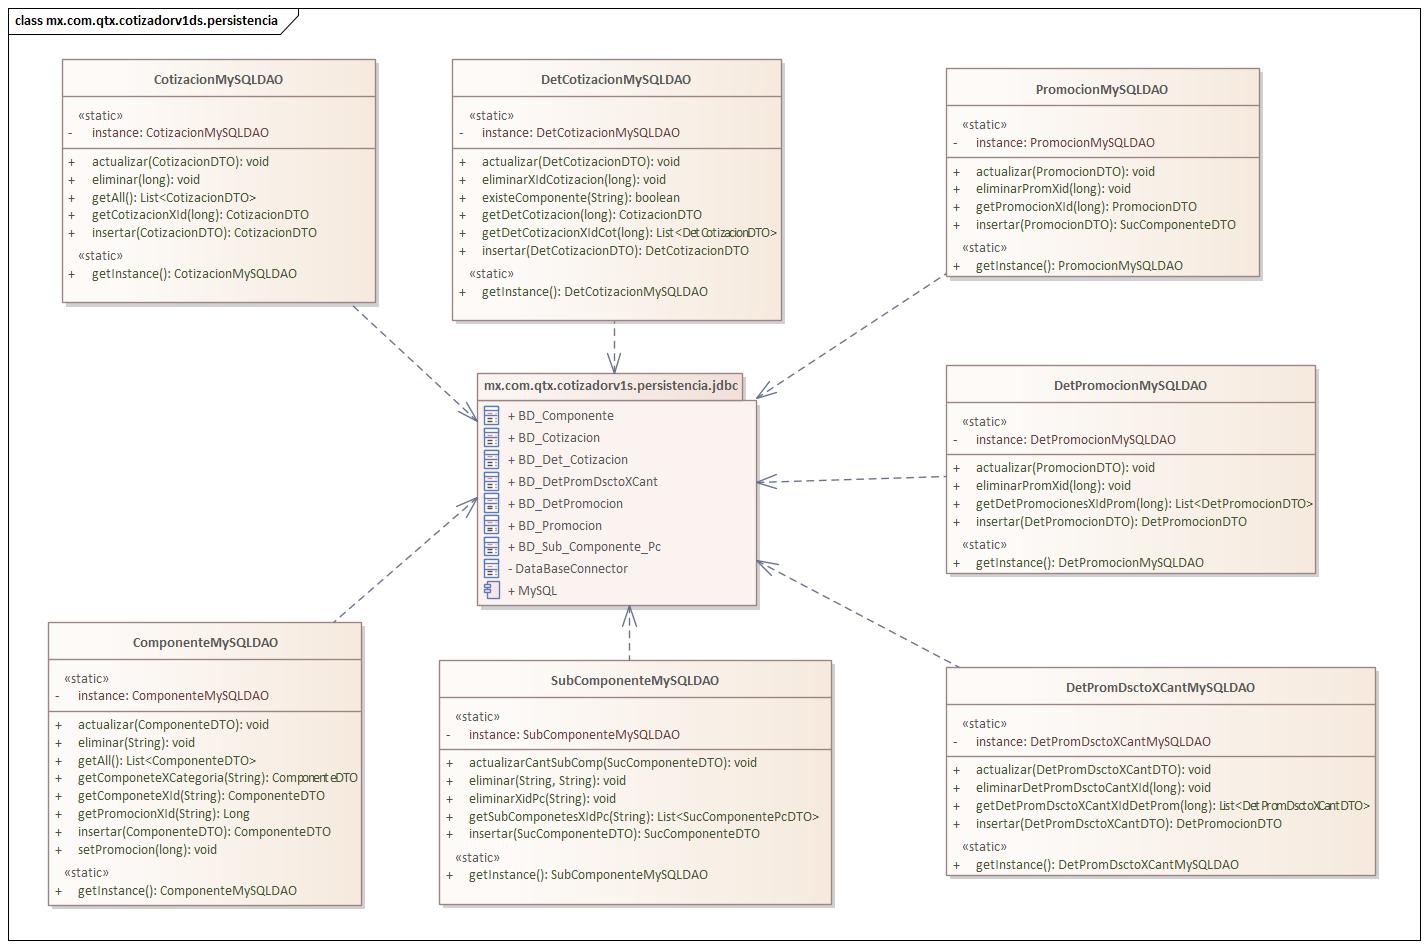 class mx.com.qtx.cotizadorv1ds.persistencia
CotizacionMySQLDAO
«static»
- instance: CotizacionMySQLDAO
+ actualizar(CotizacionDTO): void
+ eliminar(long): void
+ getAll(): List<CotizacionDTO>
+ getCotizacionXId(long): CotizacionDTO
+ insertar(CotizacionDTO): CotizacionDTO
«static»
+ getInstance(): CotizacionMySQLDAO
DetCotizacionMySQLDAO
«static»
- instance: DetCotizacionMySQLDAO
+ actualizar(DetCotizacionDTO): void
+ eliminarXIdCotizacion(long): void
+ existeComponente(String): boolean
+ getDetCotizacion(long): CotizacionDTO
+ getDetCotizacionXIdCot(long): List<DetCotizacionDTO>
+ insertar(DetCotizacionDTO): DetCotizacionDTO
«static»
+ getInstance(): DetCotizacionMySQLDAO
PromocionMySQLDAO
«static»
- instance: PromocionMySQLDAO
+ actualizar(PromocionDTO): void
+ eliminarPromXid(long): void
+ getPromocionXId(long): PromocionDTO
+ insertar(PromocionDTO): SucComponenteDTO
«static»
+ getInstance(): PromocionMySQLDAO
mx.com.qtx.cotizadorv1s.persistencia.jdbc
+ BD_Componente
+ BD_Cotizacion
+ BD_Det_Cotizacion
+ BD_DetPromDsctoXCant
+ BD_DetPromocion
+ BD_Promocion
+ BD_Sub_Componente_Pc
- DataBaseConnector
+ MySQL
DetPromocionMySQLDAO
«static»
- instance: DetPromocionMySQLDAO
+ actualizar(PromocionDTO): void
+ eliminarPromXid(long): void
+ getDetPromocionesXIdProm(long): List<DetPromocionDTO>
+ insertar(DetPromocionDTO): DetPromocionDTO
«static»
+ getInstance(): DetPromocionMySQLDAO
ComponenteMySQLDAO
«static»
- instance: ComponenteMySQLDAO
+ actualizar(ComponenteDTO): void
+ eliminar(String): void
+ getAll(): List<ComponenteDTO>
+ getComponeteXCategoria(String): ComponenteDTO
+ getComponeteXId(String): ComponenteDTO
+ getPromocionXId(String): Long
+ insertar(ComponenteDTO): ComponenteDTO
+ setPromocion(long): void
«static»
+ getInstance(): ComponenteMySQLDAO
SubComponenteMySQLDAO
«static»
- instance: SubComponenteMySQLDAO
+ actualizarCantSubComp(SucComponenteDTO): void
+ eliminar(String, String): void
+ eliminarXidPc(String): void
+ getSubComponetesXIdPc(String): List<SucComponentePcDTO>
+ insertar(SucComponenteDTO): SucComponenteDTO
«static»
+ getInstance(): SubComponenteMySQLDAO
DetPromDsctoXCantMySQLDAO
«static»
- instance: DetPromDsctoXCantMySQLDAO
+ actualizar(DetPromDsctoXCantDTO): void
+ eliminarDetPromDsctoCantXId(long): void
+ getDetPromDsctoXCantXIdDetProm(long): List<DetPromDsctoXCantDTO>
+ insertar(DetPromDsctoXCantDTO): DetPromocionDTO
«static»
+ getInstance(): DetPromDsctoXCantMySQLDAO